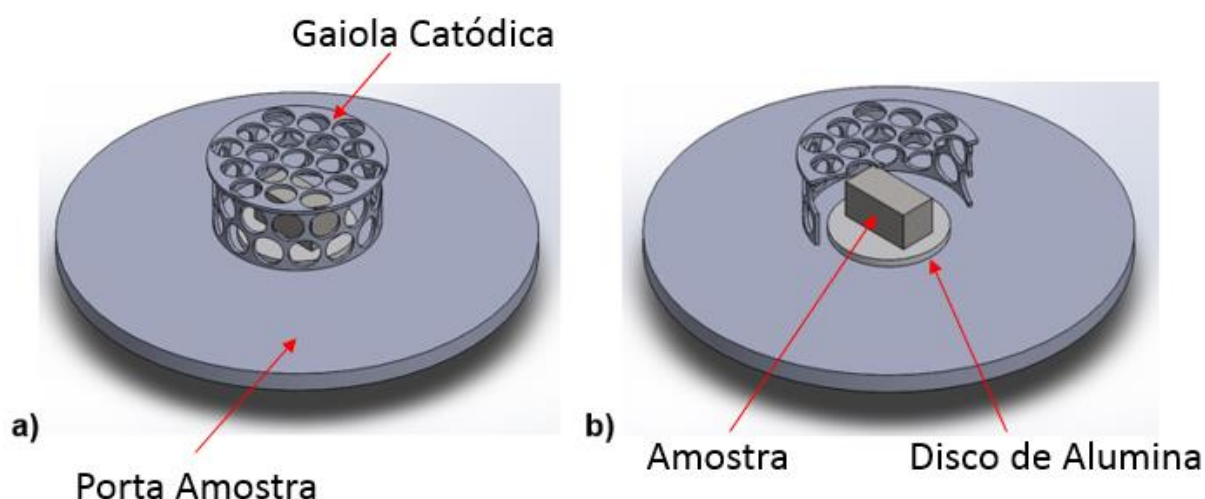 Gaiola Catódica
a)
Porta Amostra
b)
Amostra
Disco de Alumina